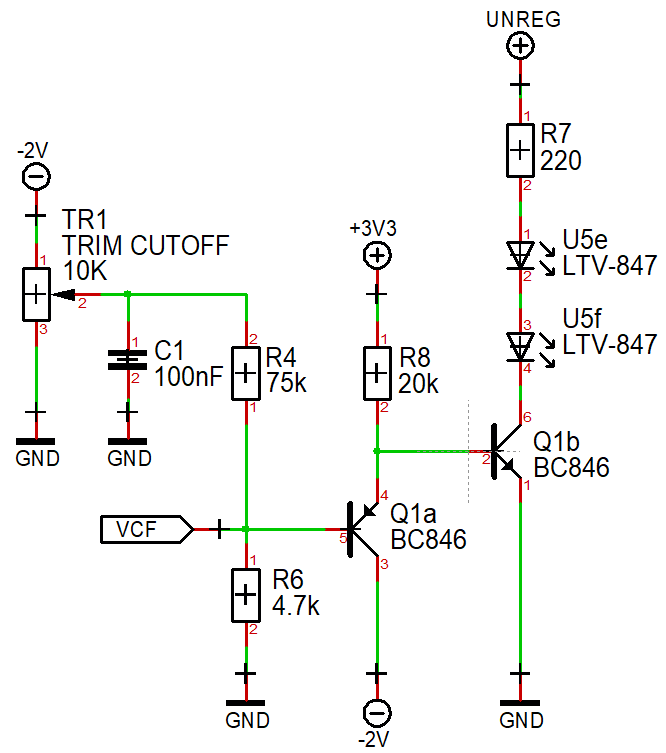 UNREG
1
R7
220
2
-2V
TR1
TRIM CUTOFF
10K
1
2
3
+3V3
1
U5e
LTV-847
2
3
U5f
LTV-847
4
C1
100nF
1
2
2
R4
75k
1
1
R8
20k
2
GND
GND
6
Q1b
BC846
2
1
VCF
4
Q1a
BC846
5
3
1
R6
4.7k
2
GND
-2V
GND